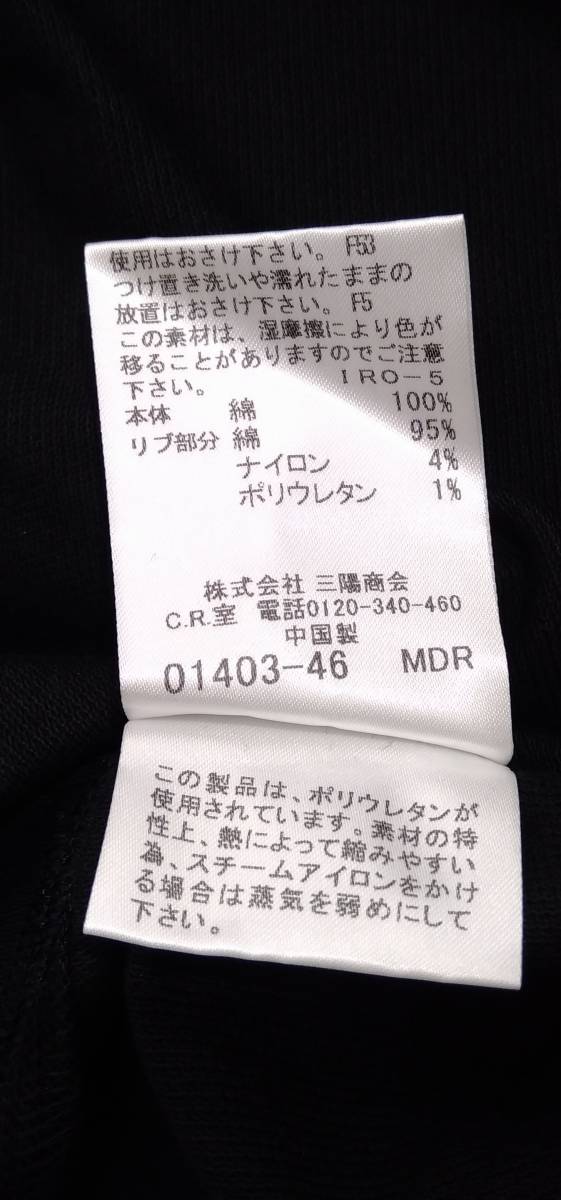 使用はおさけ下さい。 F53
つけ置き洗いや濡れたままの
放置はおさけ下さい。 F5
この素材は、湿摩擦により色が
移ることがありますのでご注意
下さい。 IRO-5
本体 綿 100%
リブ部分 綿 95%
ナイロン 4%
ポリウレタン 1%
株式会社 三陽商会
C.R.室 電話0120-340-460
中国製
01403-46 MDR
この製品は、ポリウレタンが
使用されています。素材の特
性上、熱によって縮みやすい
為、スチームアイロンをかけ
る場合は蒸気を弱めにして
下さい。